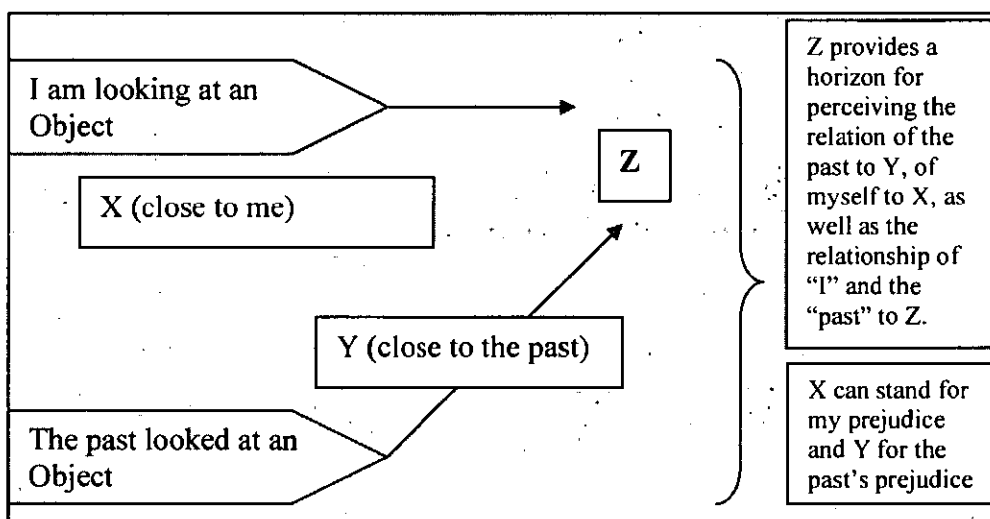 I am looking at an
Object
X (close to me)
Z
Y (close to the past)
The past looked at an
Object
Z provides a
horizon for
perceiving the
relation of the
past to Y, of
myself to X, as
well as the
relationship of
“I” and the
“past” to Z.
X can stand for
my prejudice
and Y for the
past’s prejudice